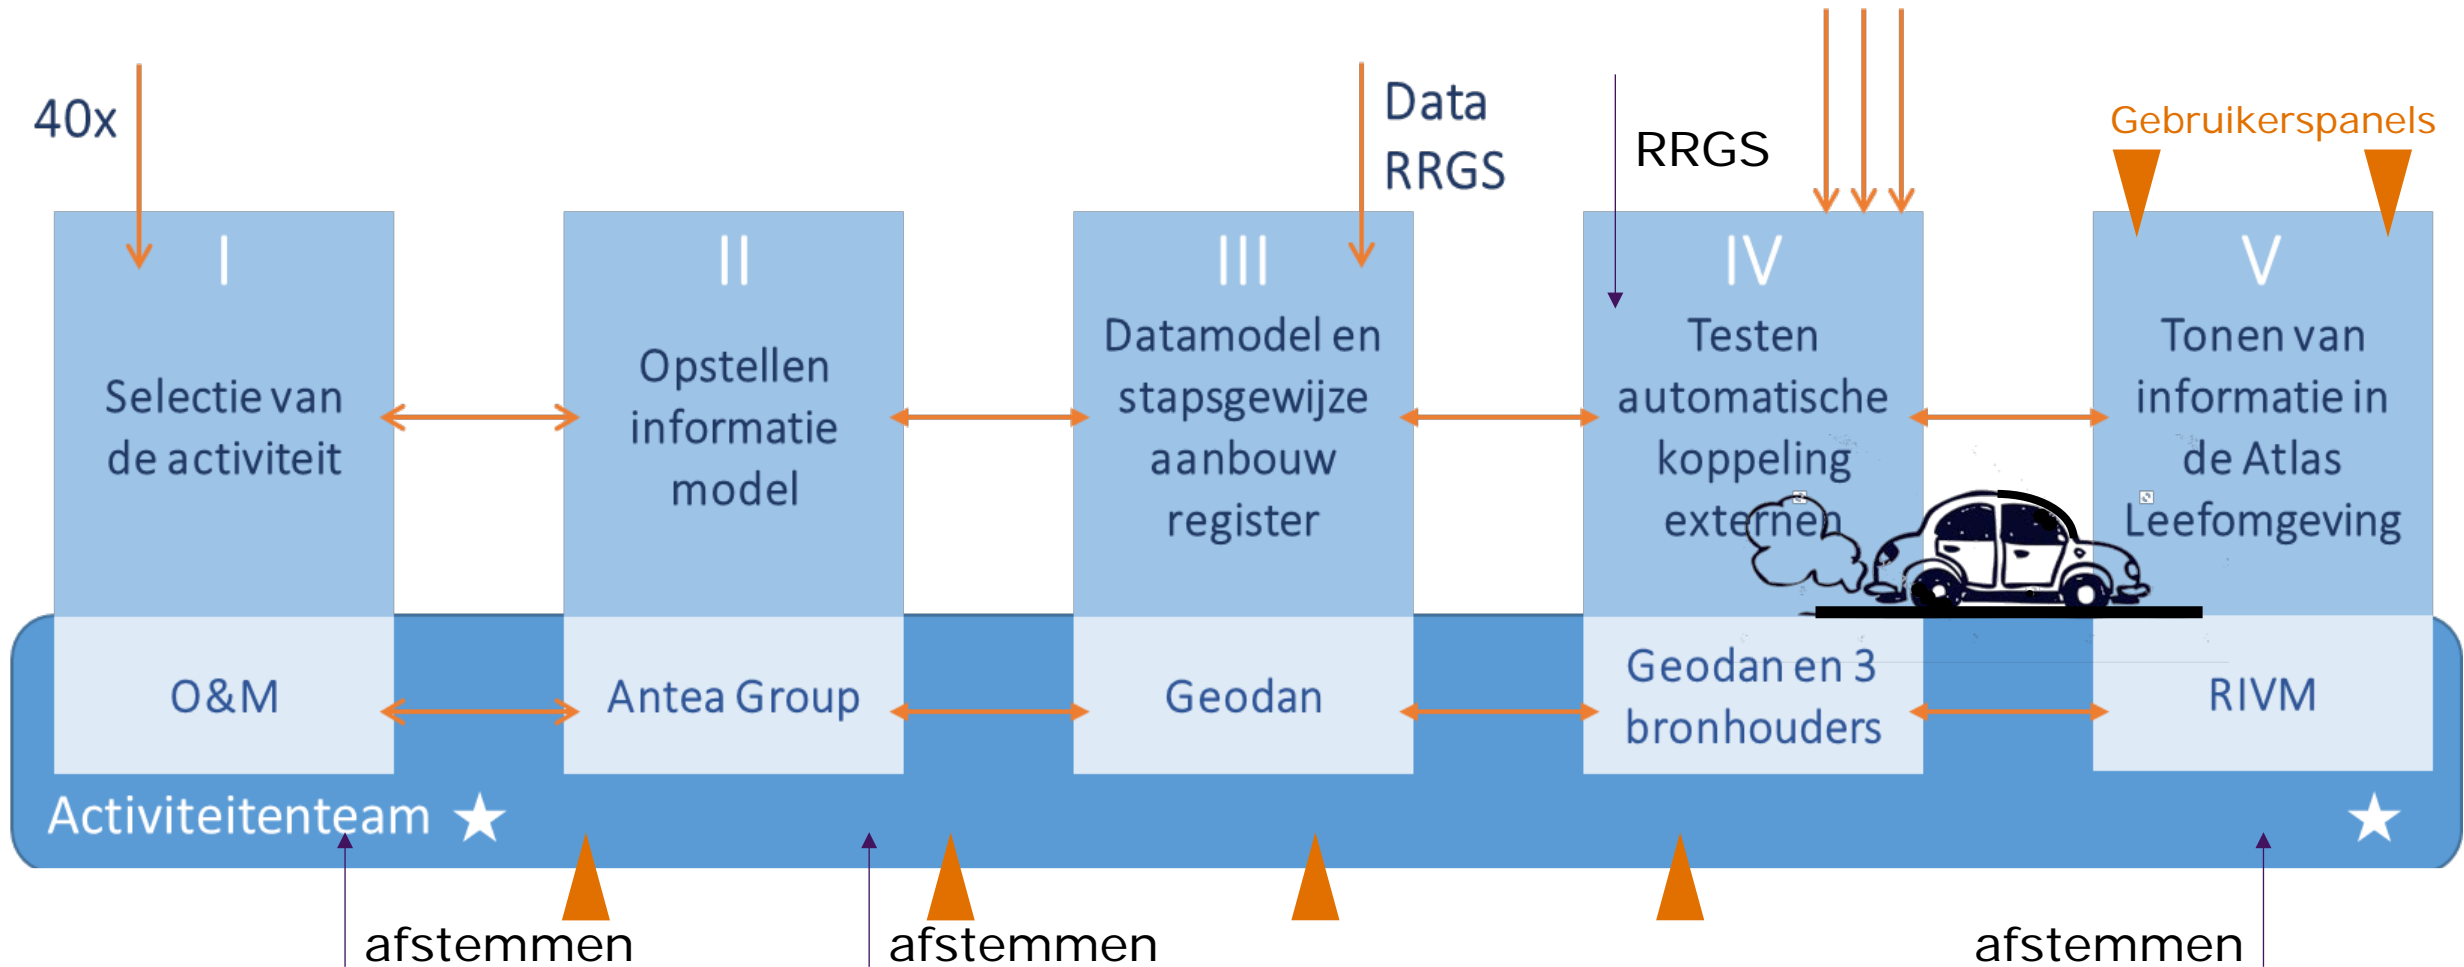 40x
Data
RRGS
RRGS
Gebruikerspanels
I
Selectie van
de activiteit
II
Opstellen
informatie
model
III
Datamodel en
stapsgewijze
aanbouw
register
IV
Testen
automatische
koppeling
externen
V
Tonen van
informatie in
de Atlas
Leefomgeving
O&M
Antea Group
Geodan
Geodan en 3
bronhouders
RIVM
Activiteitenteam
afstemmen
afstemmen
afstemmen